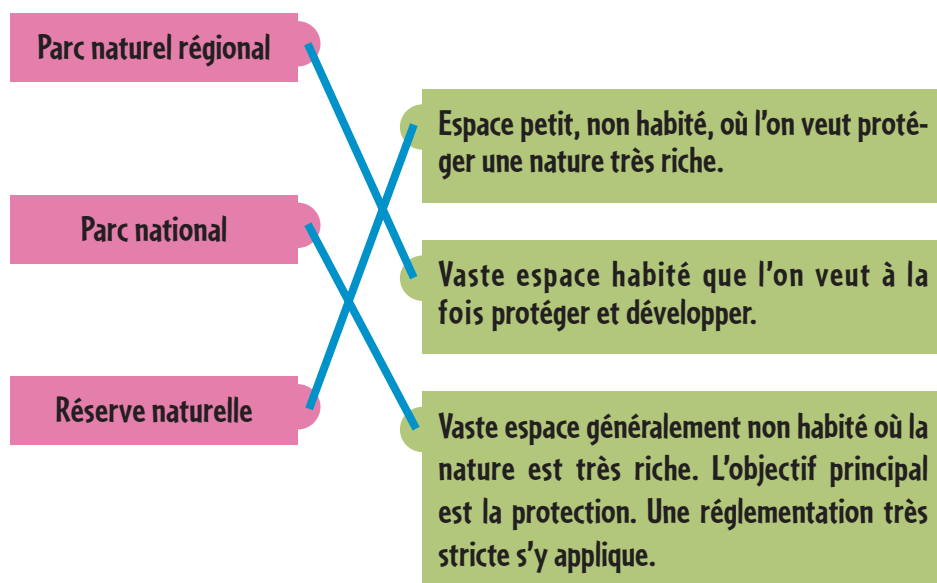 Parc naturel régional
Espace petit, non habité, où l'on veut proté-
ger une nature très riche.
Parc national
Vaste espace habité que l'on veut à la
fois protéger et développer.
Réserve naturelle
Vaste espace généralement non habité où la
nature est très riche. L'objectif principal
est la protection. Une réglementation très
stricte s'y applique.